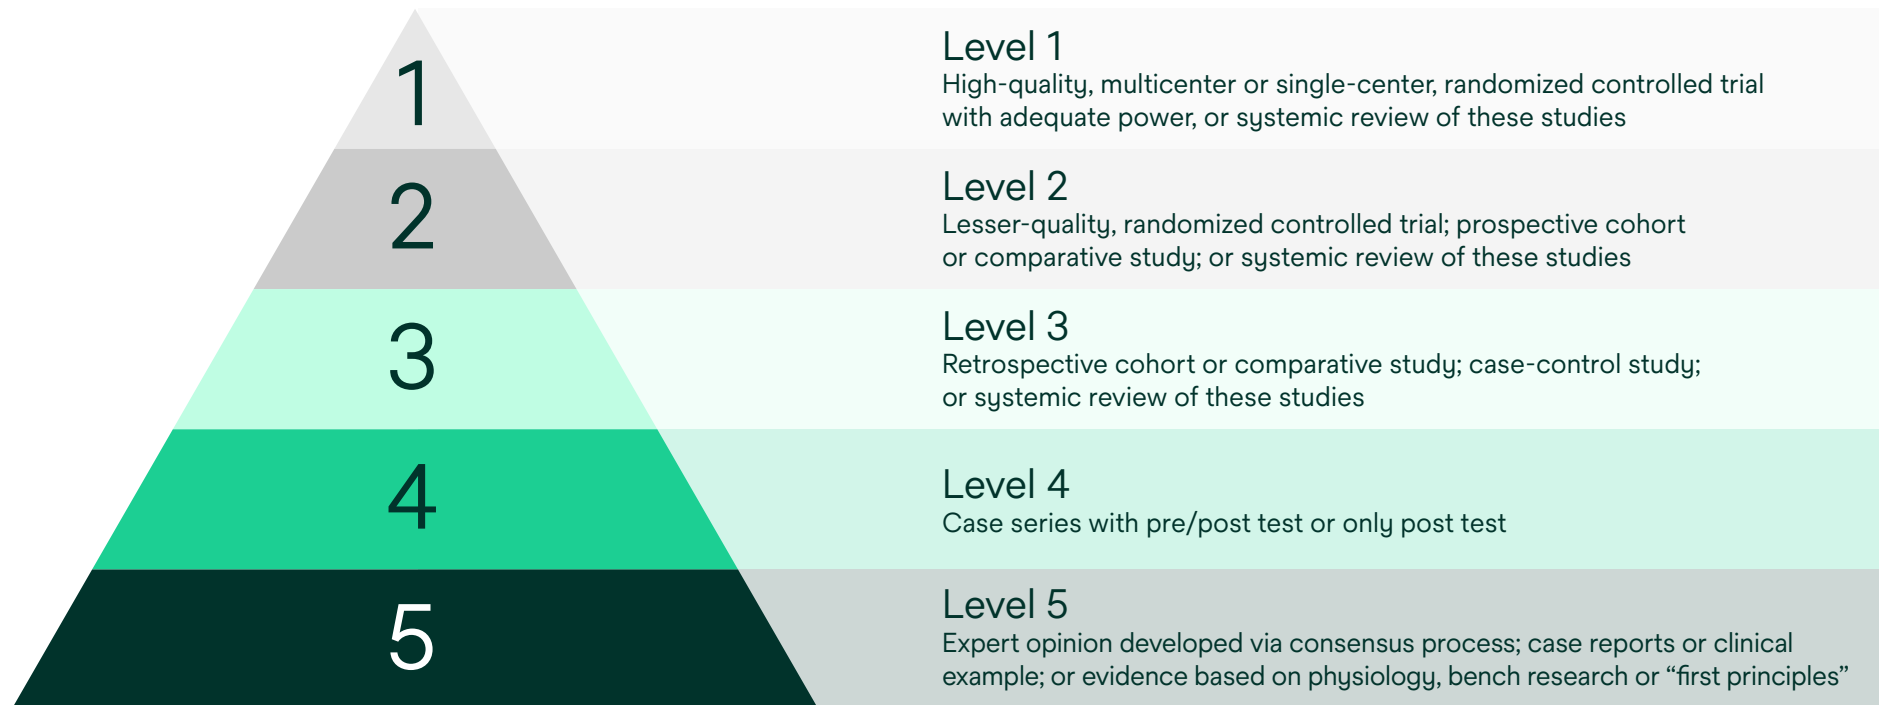 1
Level 1
High-quality, multicenter or single-center, randomized controlled trial
with adequate power, or systemic review of these studies
2
Level 2
Lesser-quality, randomized controlled trial; prospective cohort
or comparative study; or systemic review of these studies
3
Level 3
Retrospective cohort or comparative study; case-control study;
or systemic review of these studies
4
Level 4
Case series with pre/post test or only post test
5
Level 5
Expert opinion developed via consensus process; case reports or clinical
example; or evidence based on physiology, bench research or “first principles”